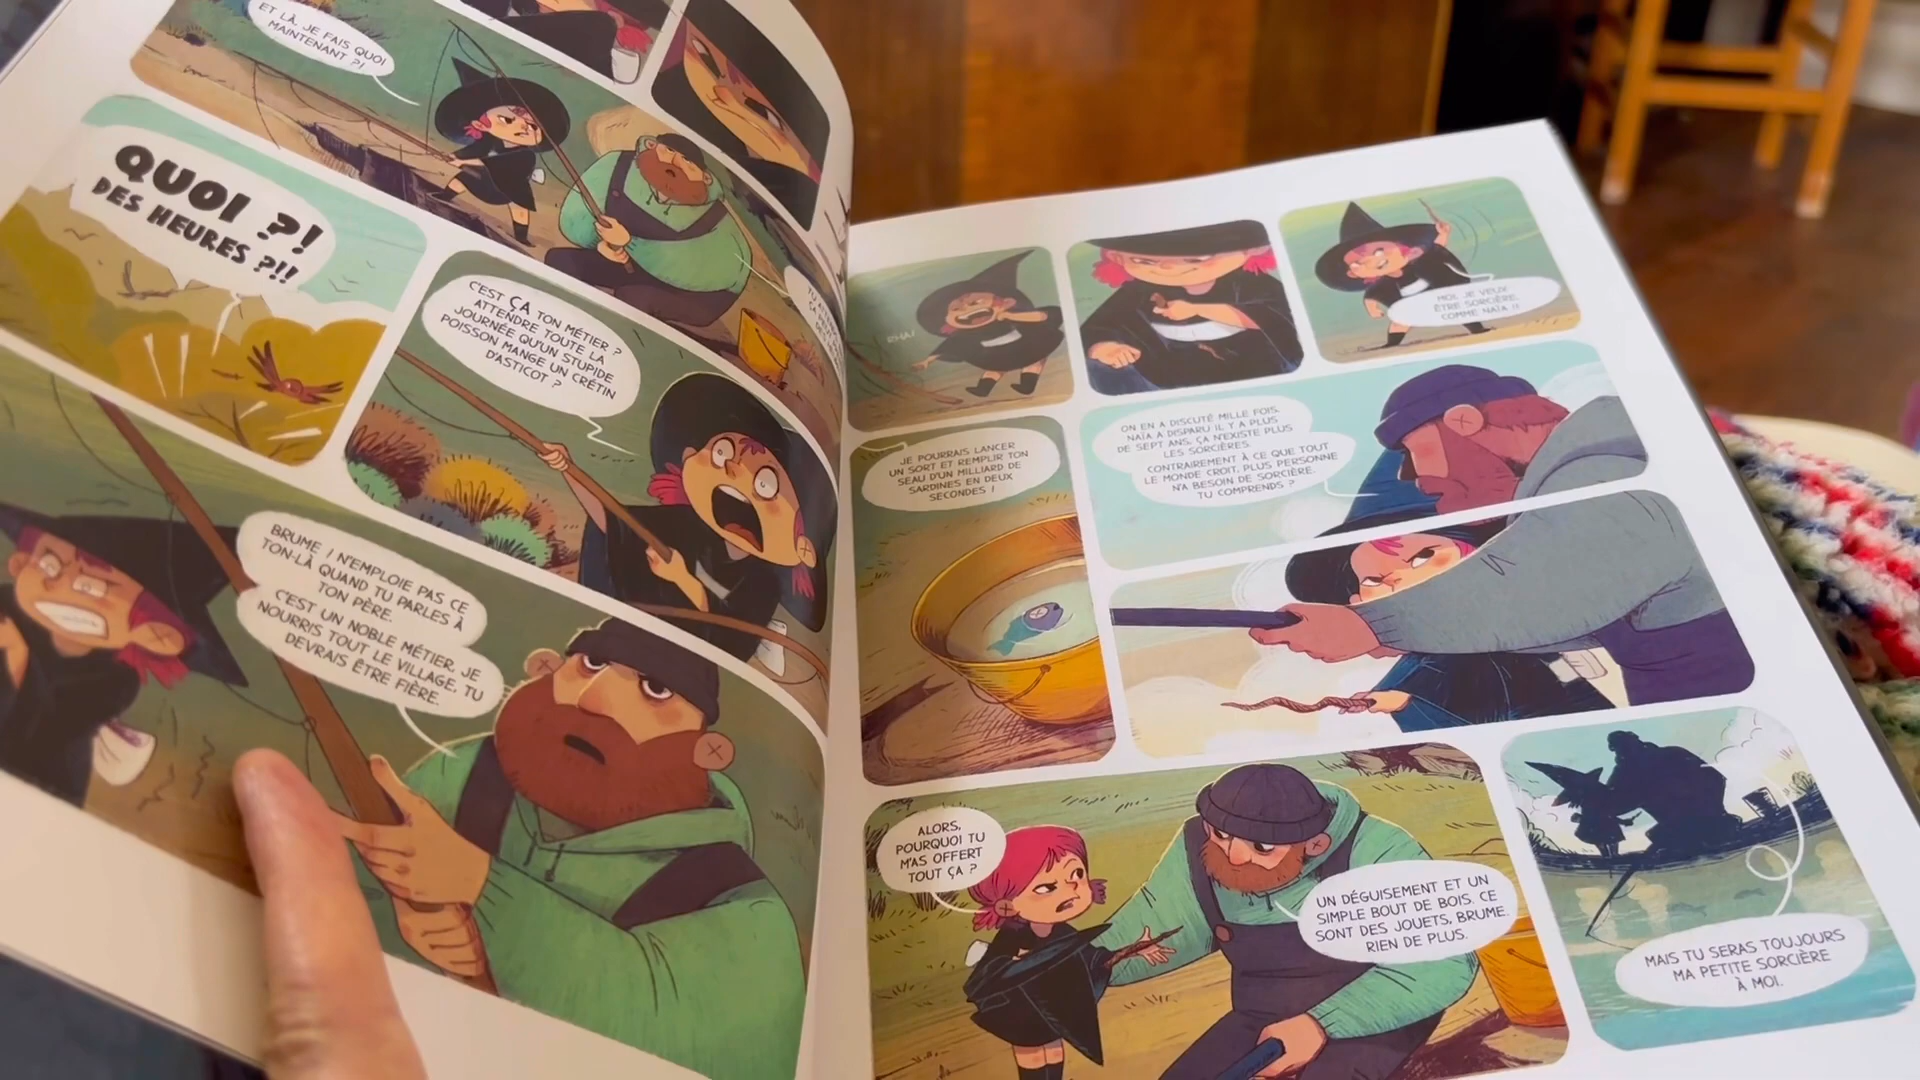 ET LÀ, JE FAIS QUOI
MAINTENANT ?!
QUOI ?!
DES HEURES ?!!
C'EST ÇA TON MÉTIER ?
ATTENDRE TOUTE LA
JOURNÉE QU'UN STUPIDE
POISSON MANGE UN CRÉTIN
D'ASTICOT ?
BRUME ! N'EMPLOIE PAS CE
TON-LÀ QUAND TU PARLES À
TON PÈRE.
C'EST UN NOBLE MÉTIER. JE
NOURRIS TOUT LE VILLAGE. TU
DEVRAIS ÊTRE FIÈRE.
RHA!
MOI, JE VEUX
ÊTRE SORCIÈRE,
COMME NAÏA !!
JE POURRAIS LANCER
UN SORT ET REMPLIR TON
SEAU D'UN MILLIARD DE
SARDINES EN DEUX
SECONDES !
ON EN A DISCUTÉ MILLE FOIS.
NAÏA A DISPARU IL Y A PLUS
DE SEPT ANS. ÇA N'EXISTE PLUS
LES SORCIÈRES.
CONTRAIREMENT À CE QUE TOUT
LE MONDE CROIT, PLUS PERSONNE
N'A BESOIN DE SORCIÈRE.
TU COMPRENDS ?
ALORS,
POURQUOI TU
M'AS OFFERT
TOUT ÇA ?
UN DÉGUISEMENT ET UN
SIMPLE BOUT DE BOIS. CE
SONT DES JOUETS, BRUME.
RIEN DE PLUS.
MAIS TU SERAS TOUJOURS
MA PETITE SORCIÈRE
À MOI.